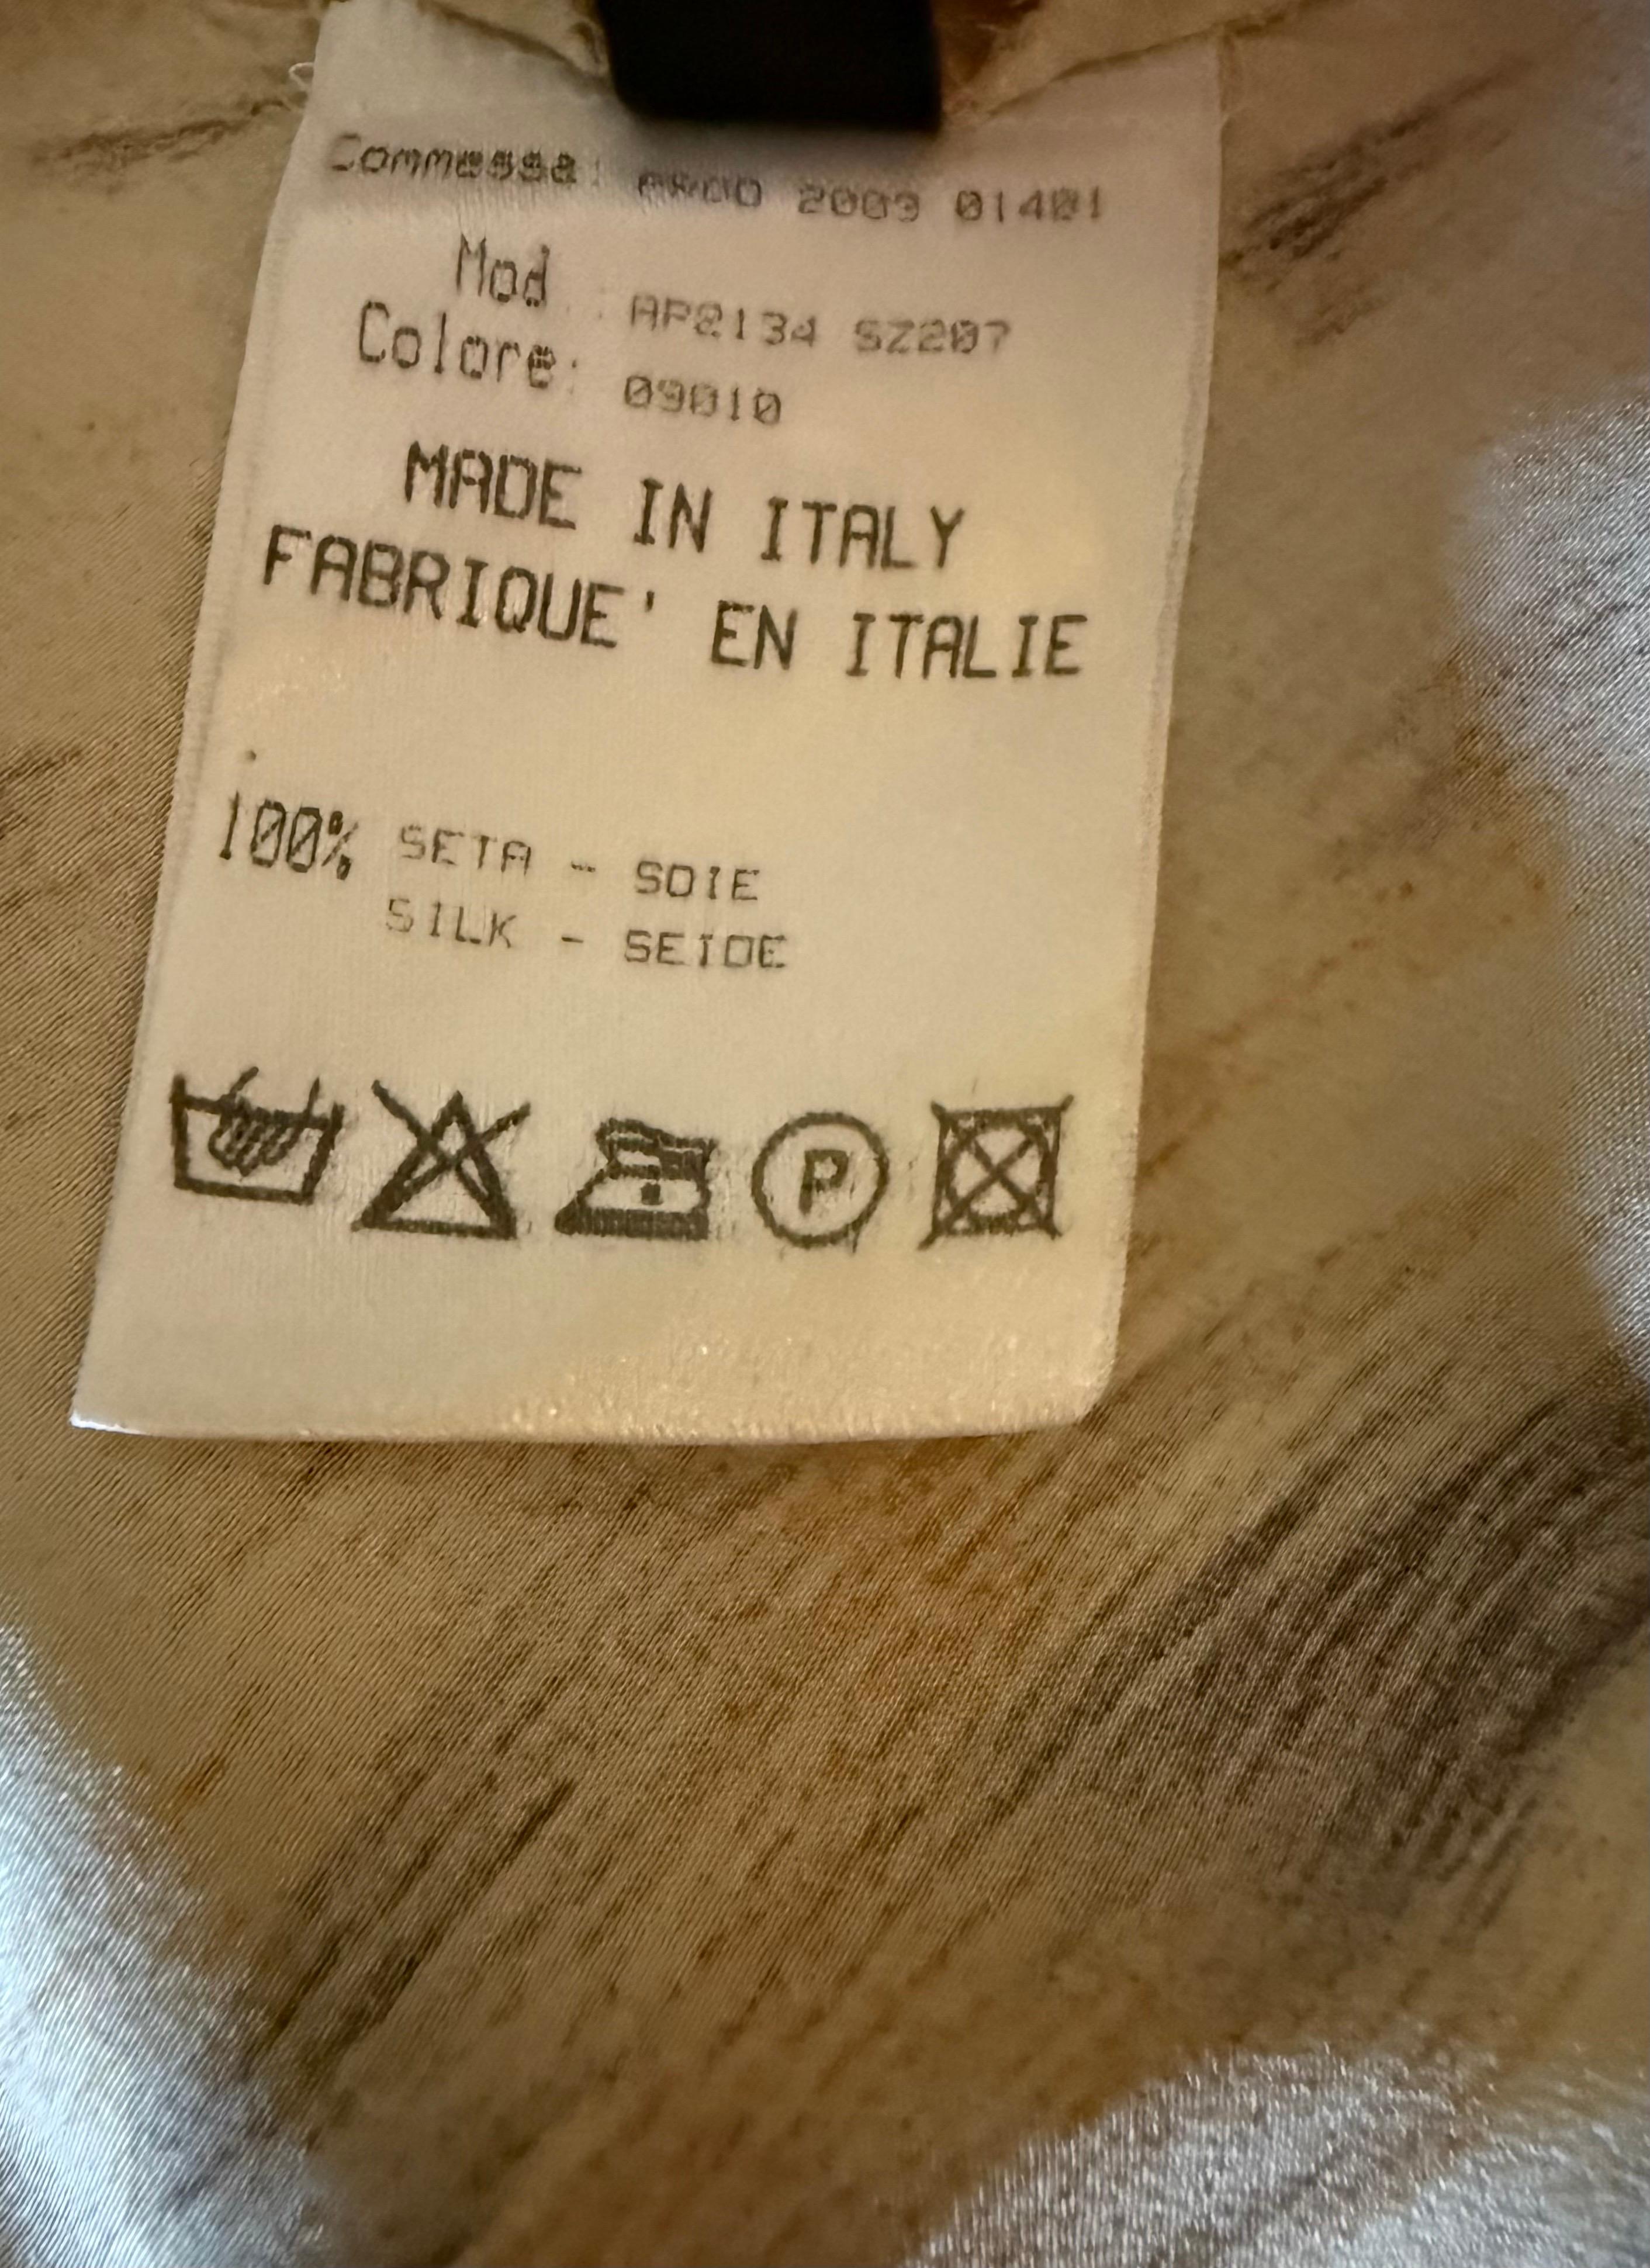 Commessa: 2009 01401
Mod. : AP2134 SZ207
Colore: 09010
MADE IN ITALY
FABRIQUE' EN ITALIE
100% SETA - SOIE
SILK - SEIDE
P